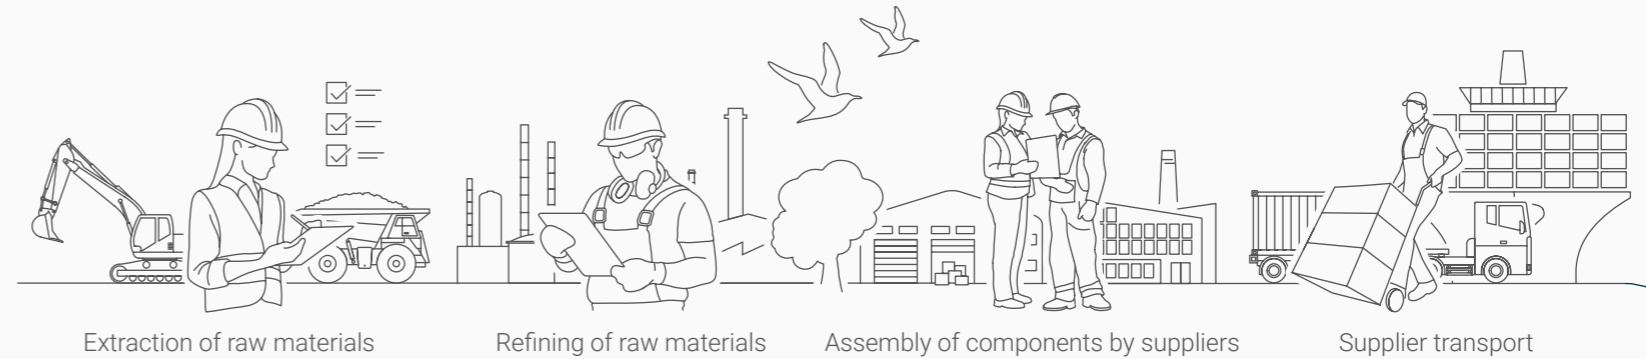 Extraction of raw materials
Refining of raw materials
Assembly of components by suppliers
Supplier transport